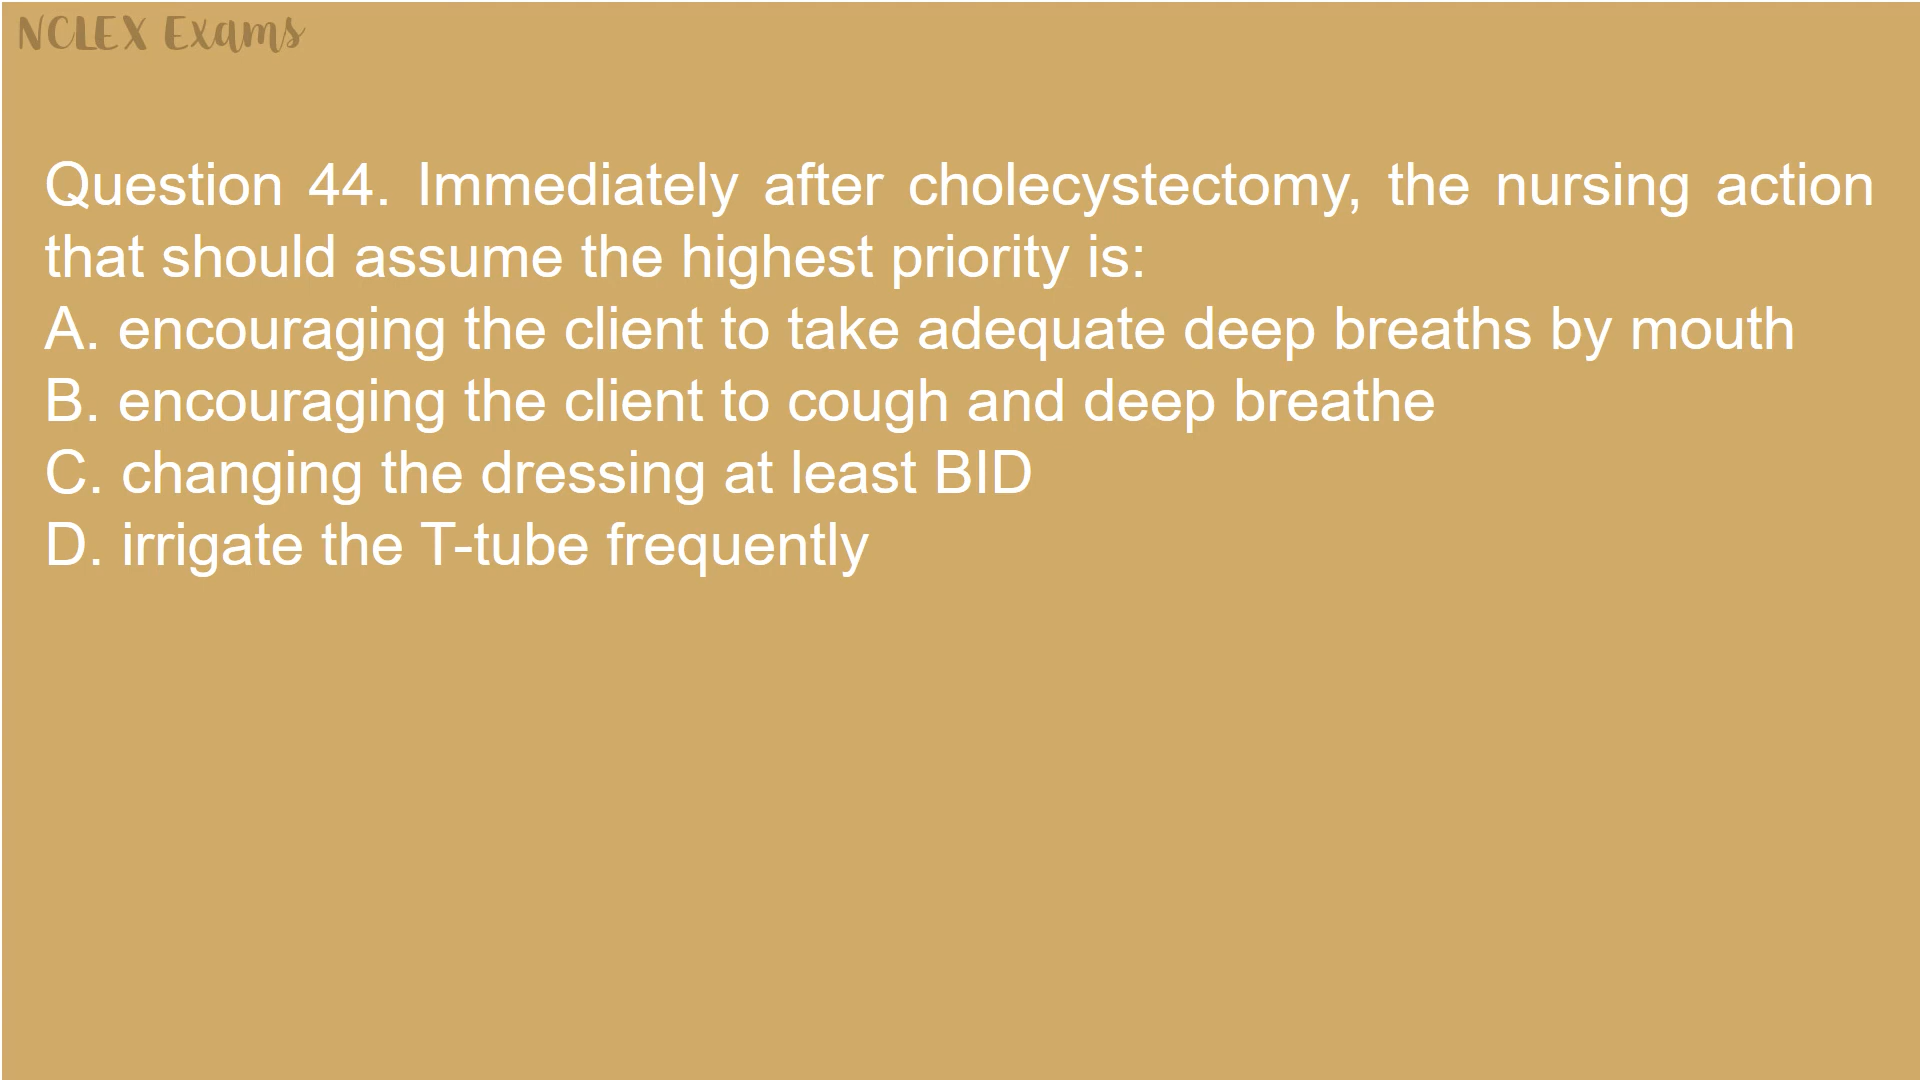 NCLEX Exams
Question 44. Immediately after cholecystectomy, the nursing action
that should assume the highest priority is:
A. encouraging the client to take adequate deep breaths by mouth
B. encouraging the client to cough and deep breathe
C. changing the dressing at least BID
D. irrigate the T-tube frequently